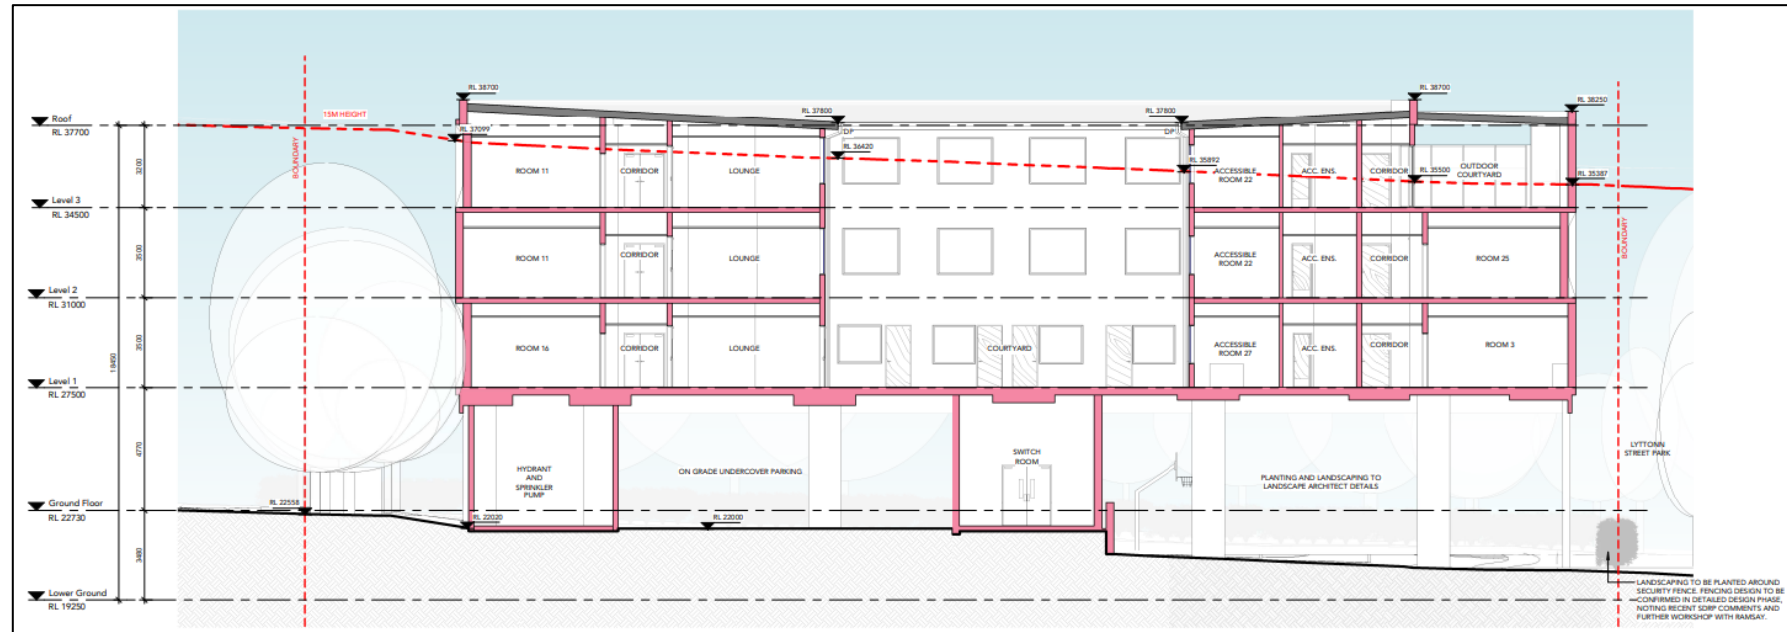 RL 38700
RL 38700
RL 38250
15M HEIGHT
RL 37800
RL 37800
Roof
RL 37700
RL 37099
DP
DP
RL 36420
RL 35892
BOUNDARY
3200
ROOM 11
CORRIDOR
LOUNGE
ACCESSIBLE
ROOM 22
ACC. ENS.
CORRIDOR
RL 35500
OUTDOOR
COURTYARD
RL 35387
Level 3
RL 34500
BOUNDARY
3500
ROOM 11
CORRIDOR
LOUNGE
ACCESSIBLE
ROOM 22
ACC. ENS.
CORRIDOR
ROOM 25
Level 2
RL 31000
18450
3500
ROOM 16
CORRIDOR
LOUNGE
COURTYARD
ACCESSIBLE
ROOM 27
ACC. ENS.
CORRIDOR
ROOM 3
Level 1
RL 27500
4770
HYDRANT
AND
SPRINKLER
PUMP
ON GRADE UNDERCOVER PARKING
SWITCH
ROOM
PLANTING AND LANDSCAPING TO
LANDSCAPE ARCHITECT DETAILS
LYTTONN
STREET PARK
Ground Floor
RL 22730
RL 22558
RL 22020
RL 22000
3480
Lower Ground
RL 19250
LANDSCAPING TO BE PLANTED AROUND
SECURITY FENCE. FENCING DESIGN TO BE
CONFIRMED IN DETAILED DESIGN PHASE,
NOTING RECENT SDRP COMMENTS AND
FURTHER WORKSHOP WITH RAMSAY.